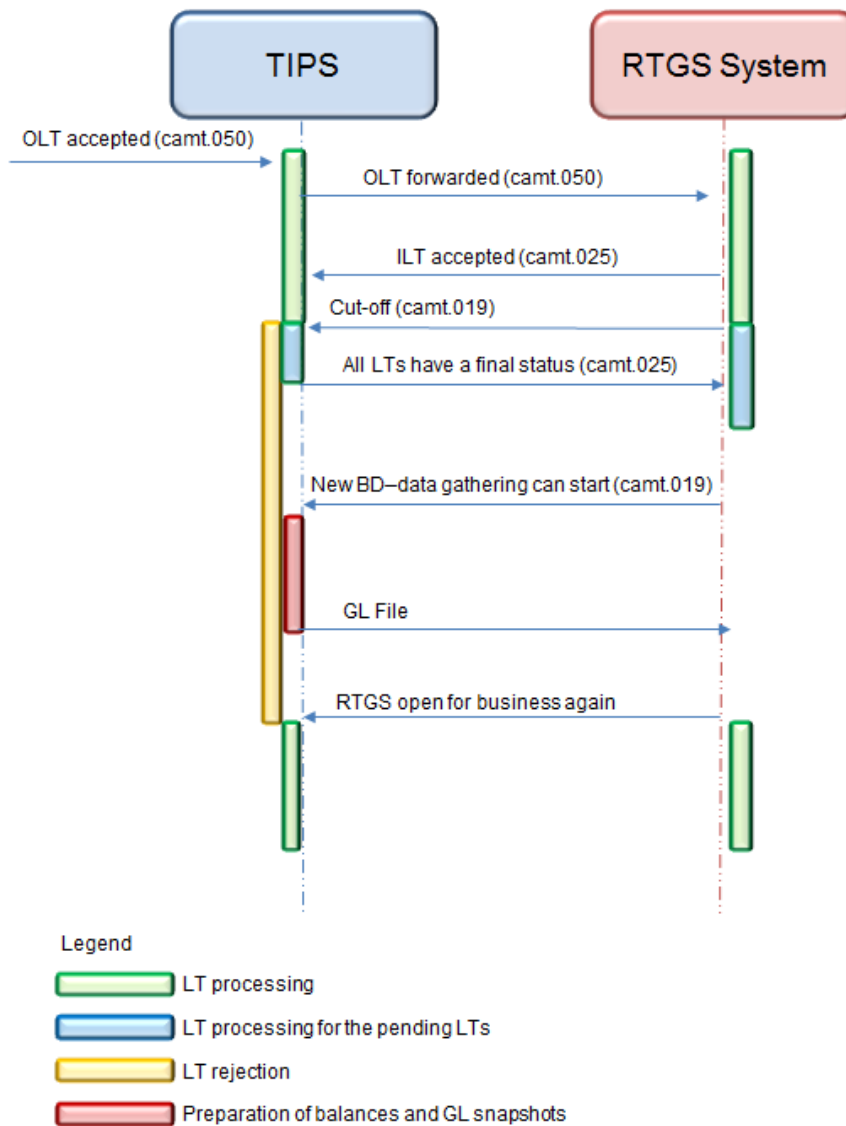 TIPS
RTGS System
OLT accepted (camt.050)
OLT forwarded (camt.050)
ILT accepted (camt.025)
Cut-off (camt.019)
All LTs have a final status (camt.025)
New BD–data gathering can start (camt.019)
GL File
RTGS open for business again
Legend
LT processing
LT processing for the pending LTs
LT rejection
Preparation of balances and GL snapshots